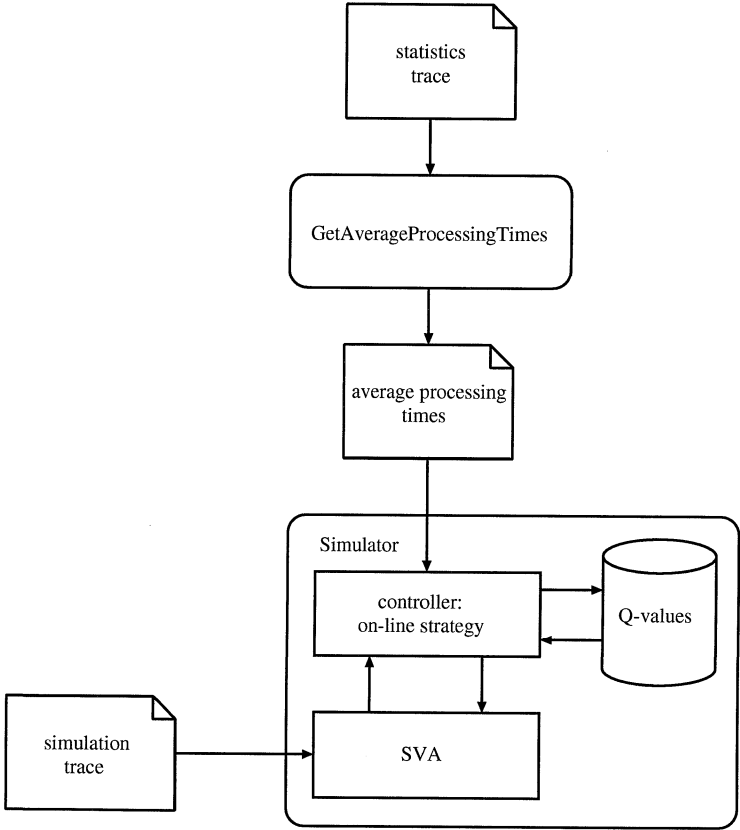 statistics
trace
GetAverageProcessingTimes
average processing
times
Simulator
controller:
on-line strategy
Q-values
simulation
trace
SVA